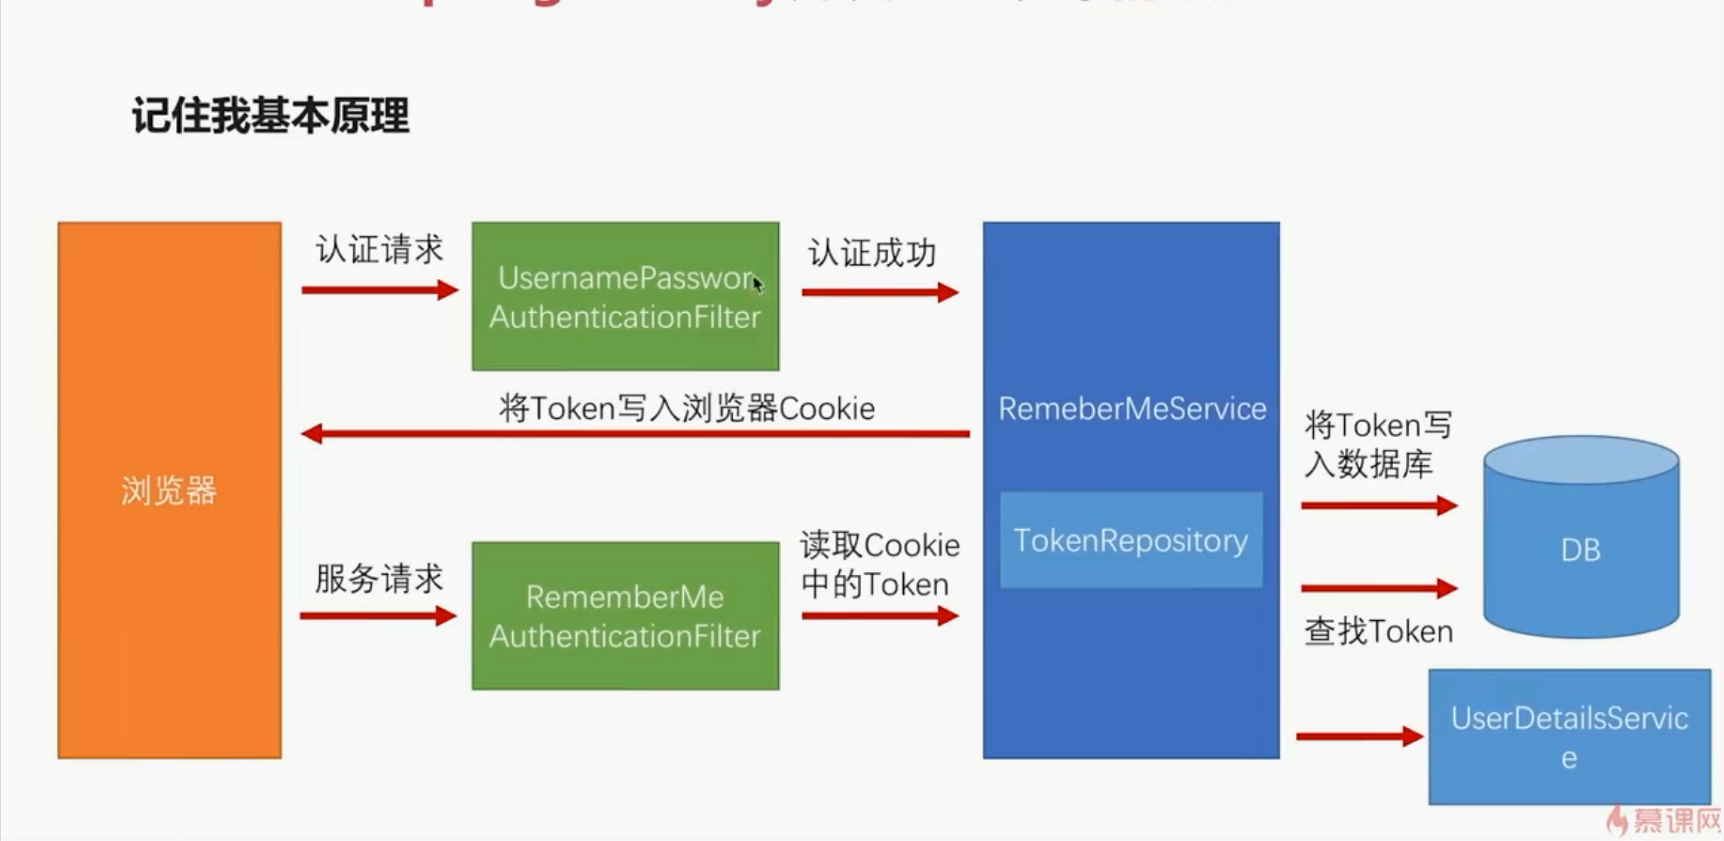 记住我基本原理
认证请求
UsernamePasswor
AuthenticationFilter
认证成功
将Token写入浏览器Cookie
RemeberMeService
将Token写
入数据库
浏览器
TokenRepository
DB
读取Cookie
中的Token
服务请求
RememberMe
AuthenticationFilter
查找Token
UserDetailsServic
e
慕课网